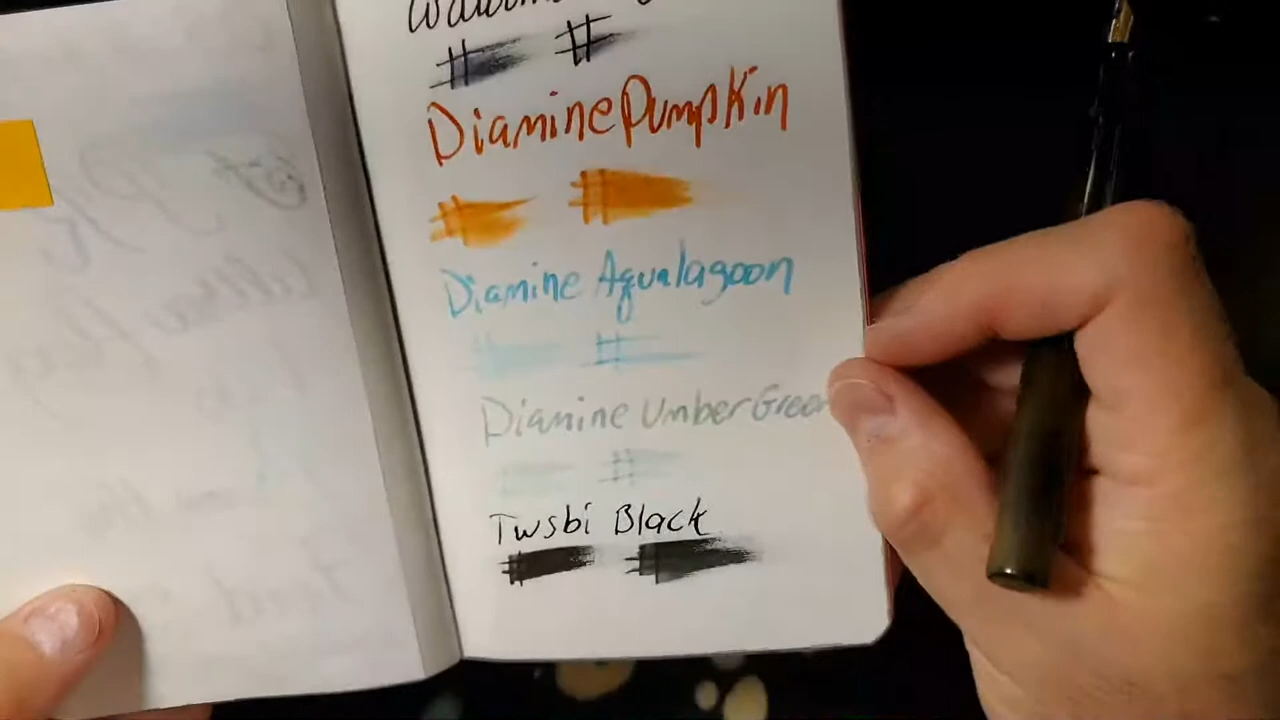 Diamine Pumpkin
Diamine Aqualagoon
Diamine Umber Green
Twsbi Black